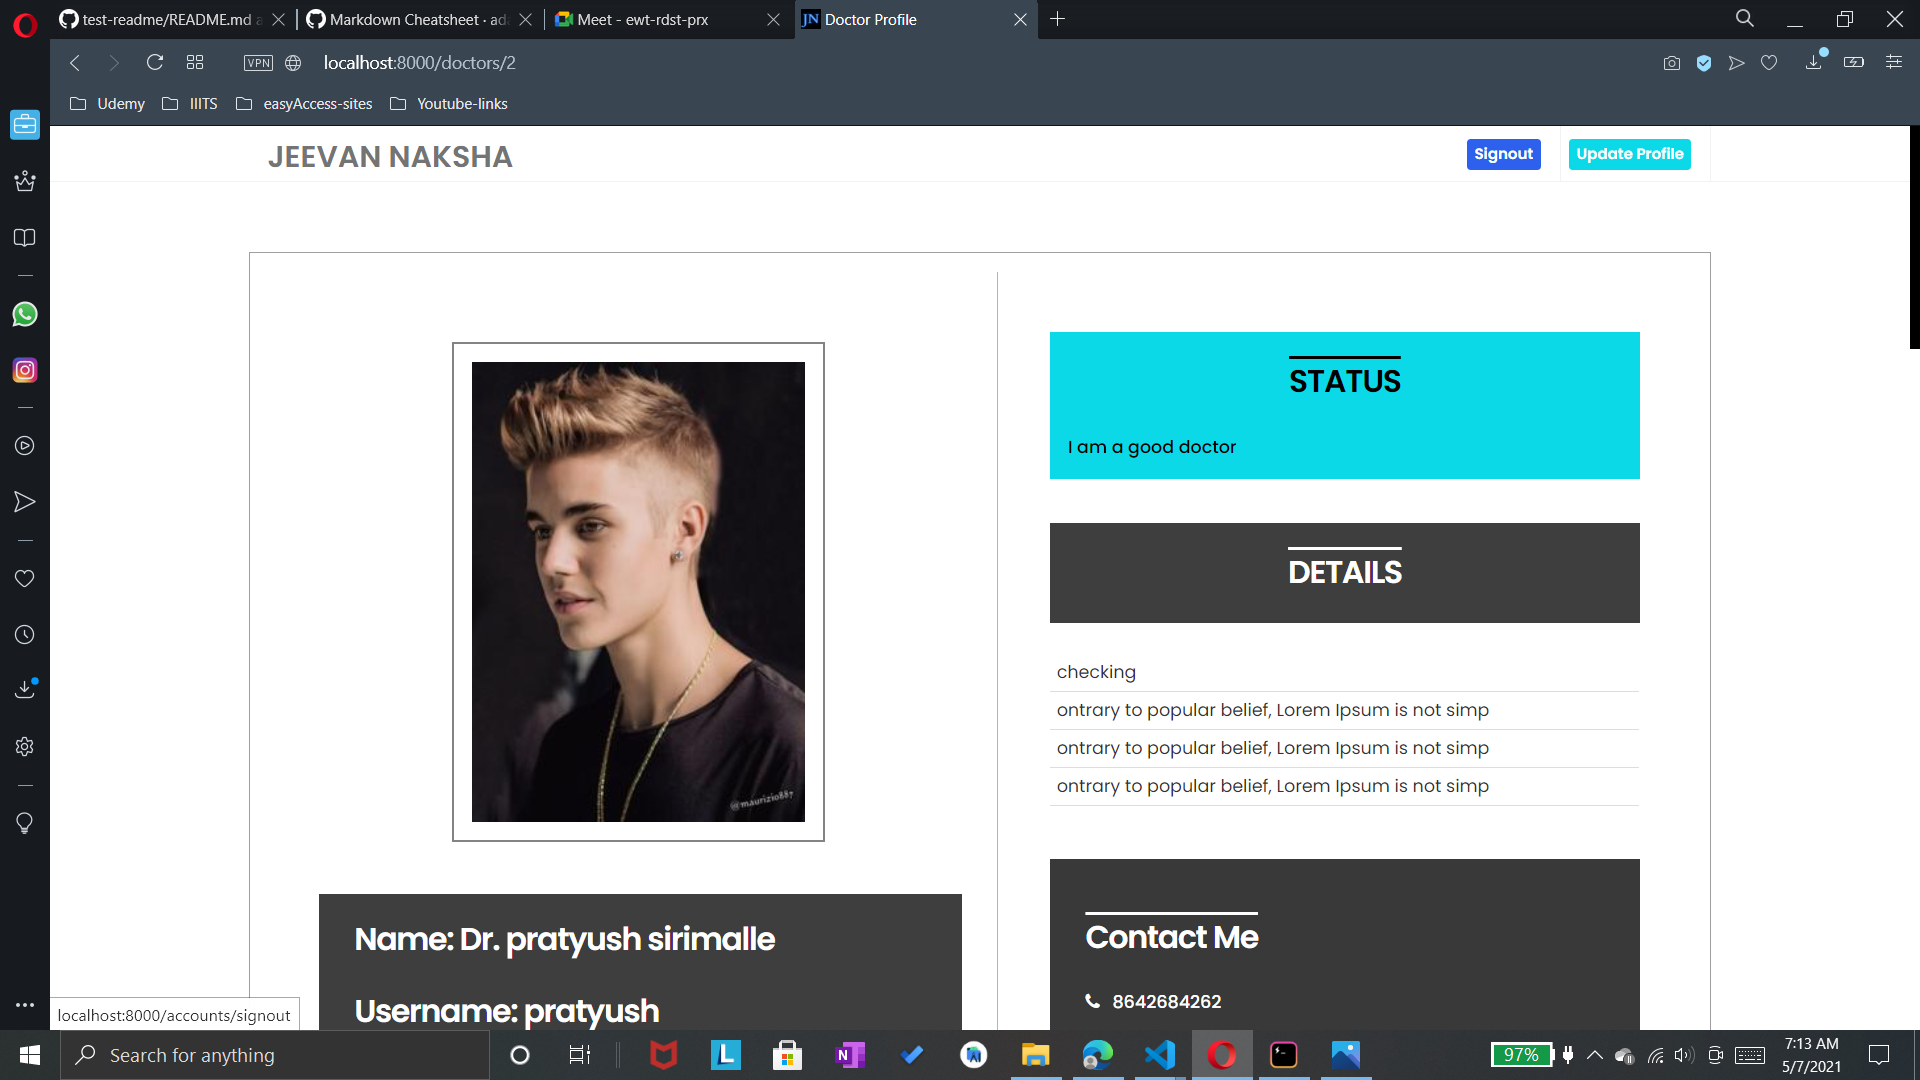 test-readme/README.md a
Markdown Cheatsheet · ada
Meet - ewt-rdst-prx
JN Doctor Profile
VPN
localhost:8000/doctors/2
Udemy
IIITS
easyAccess-sites
Youtube-links
JEEVAN NAKSHA
Signout
Update Profile
@maurizio887
Name: Dr. pratyush sirimalle
Username: pratyush
STATUS
I am a good doctor
DETAILS
checking
ontrary to popular belief, Lorem Ipsum is not simp
ontrary to popular belief, Lorem Ipsum is not simp
ontrary to popular belief, Lorem Ipsum is not simp
Contact Me
8642684262
localhost:8000/accounts/signout
Search for anything
L
N
97%
7:13 AM
5/7/2021